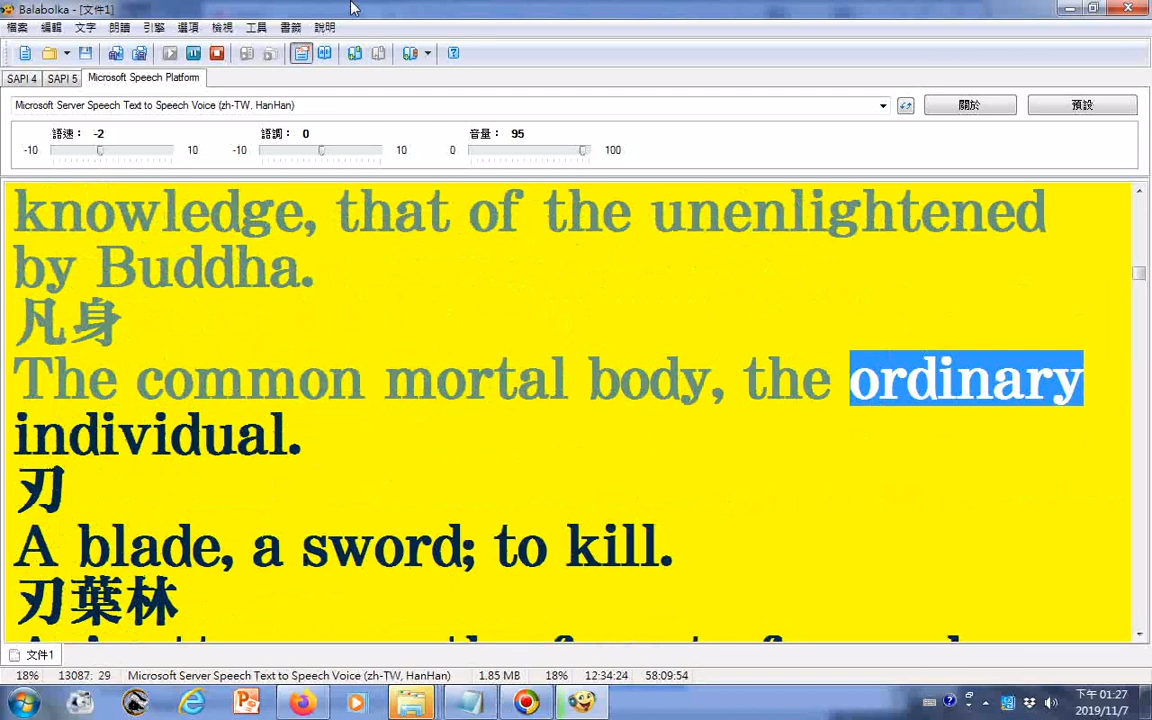 Balabolka - [文件1]
檔案 編輯 文字 朗讀 引擎 選項 檢視 工具 書籤 說明
SAPI 4 SAPI 5 Microsoft Speech Platform
Microsoft Server Speech Text to Speech Voice (zh-TW, HanHan) 關於 預設
語速： -2 語調： 0 音量： 95
-10 10 -10 10 0 100
knowledge, that of the unenlightened
by Buddha.
凡身
The common mortal body, the ordinary
individual.
刃
A blade, a sword; to kill.
刃葉林
文件1
18% 13087: 29 Microsoft Server Speech Text to Speech Voice (zh-TW, HanHan) 1.85 MB 18% 12:34:24 58:09:54
下午 01:27
2019/11/7